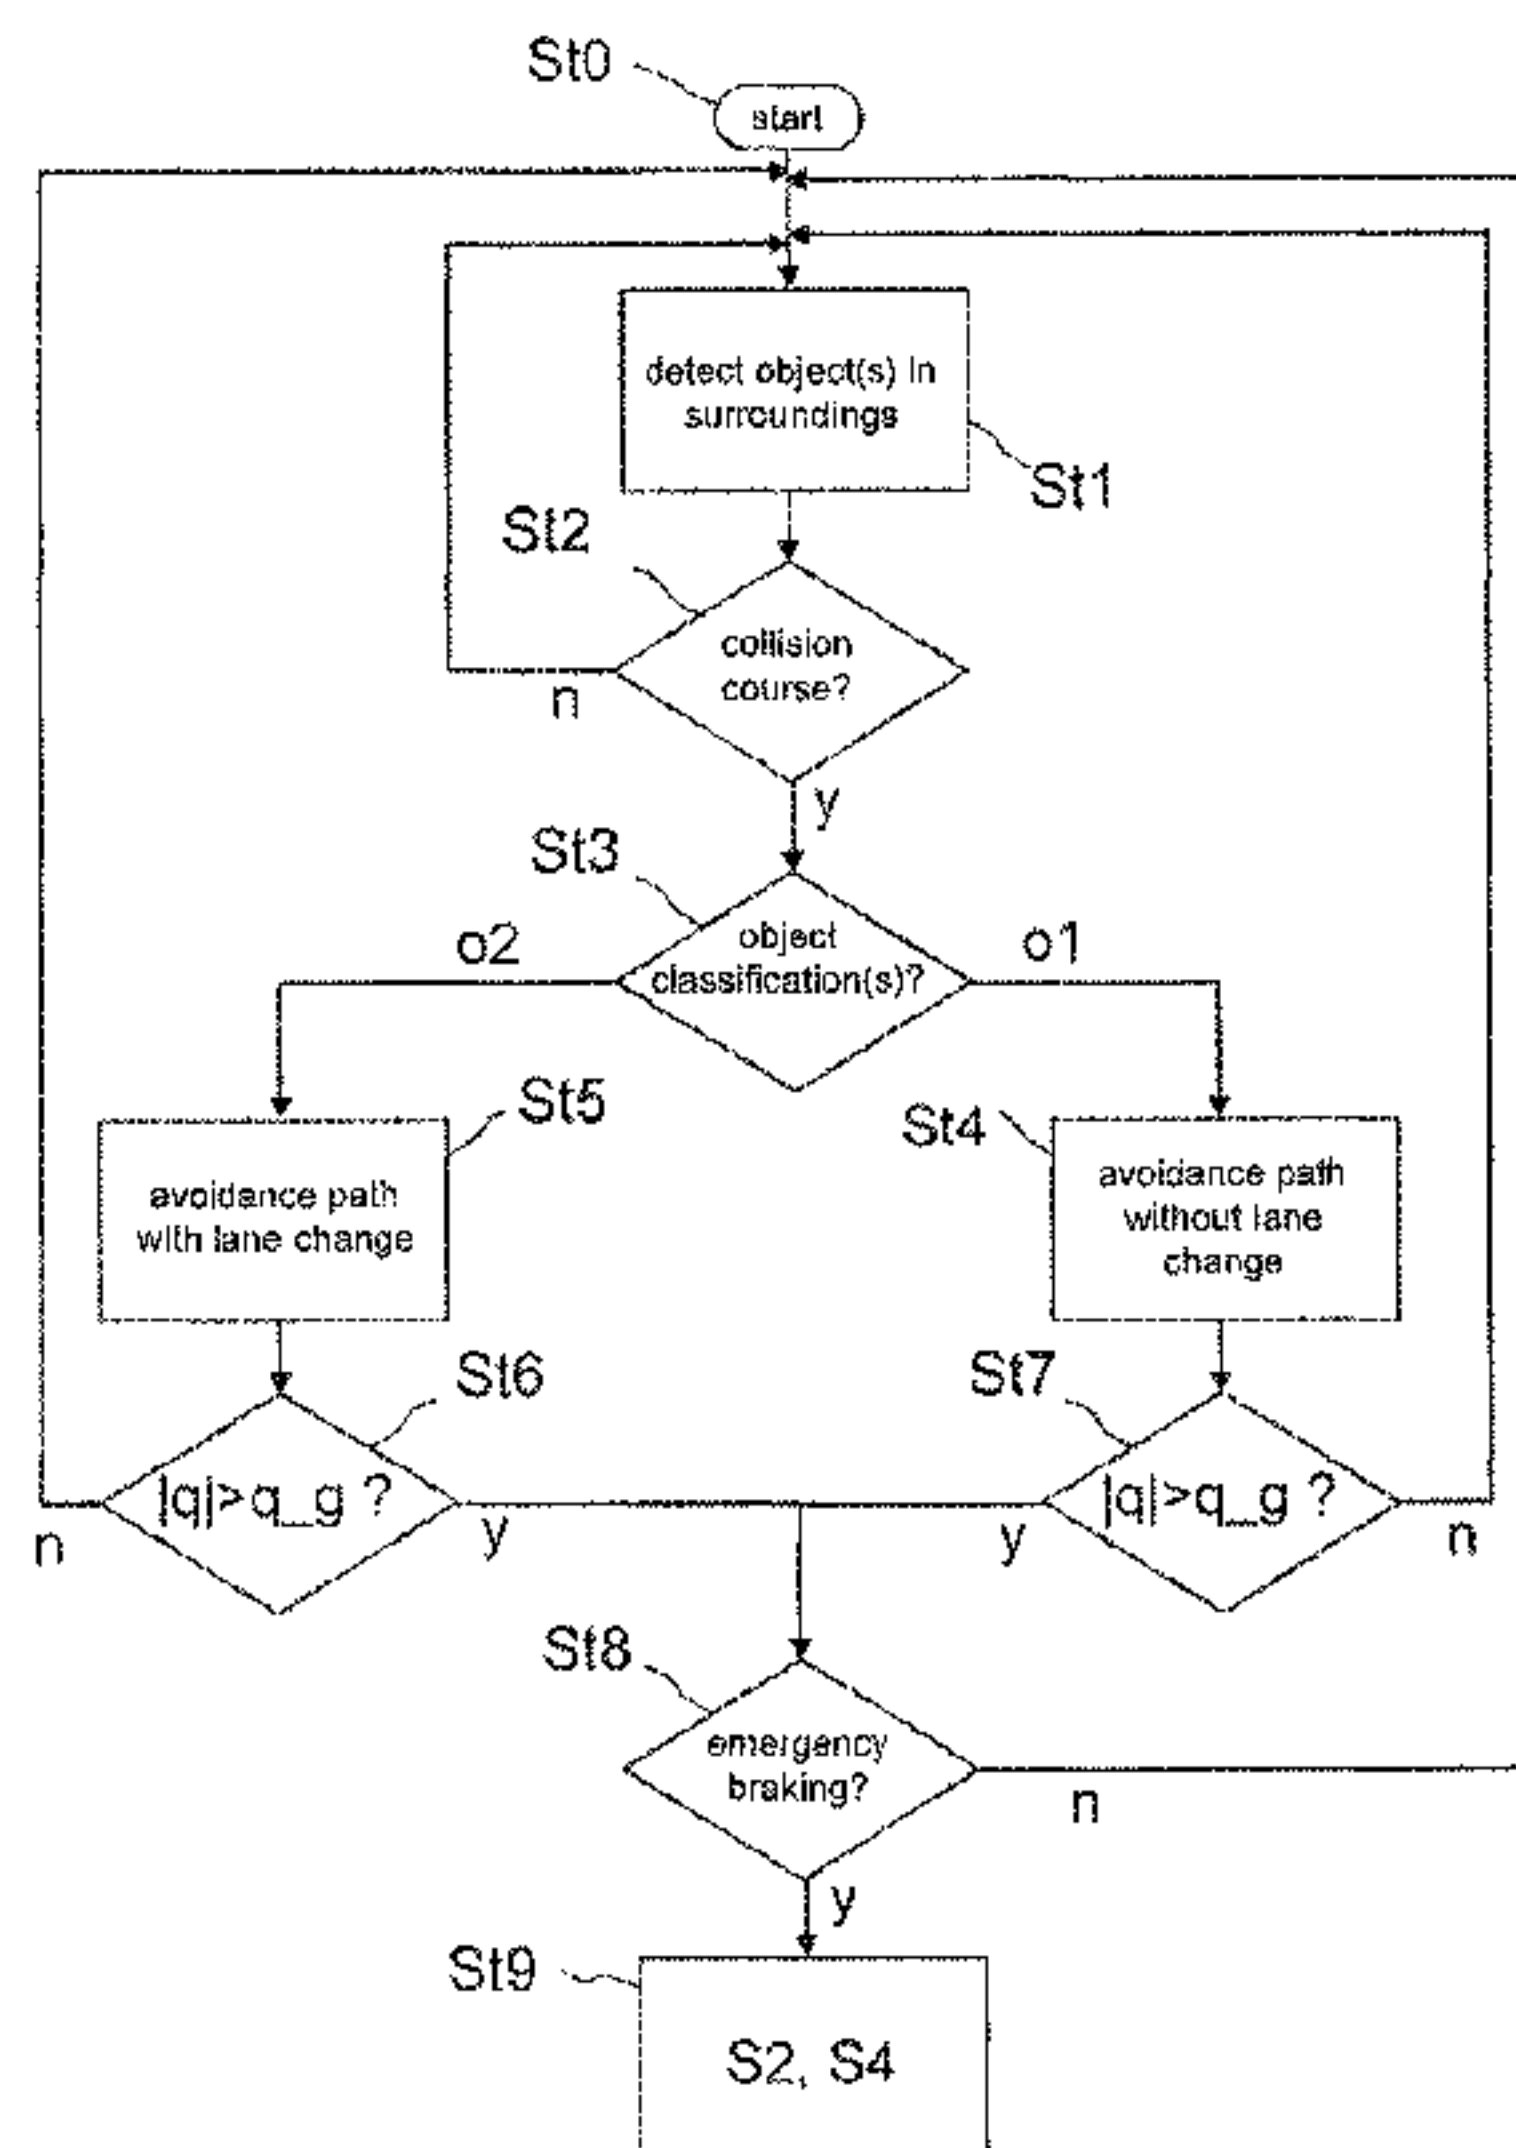 St0
start
detect object(s) in
surroundings
St1
St2
collision
course?
n
y
St3
o2
object
classification(s)?
o1
St5
avoidance path
with lane change
St4
avoidance path
without lane
change
St6
|q|>q_g ?
n
y
St7
|q|>q_g ?
y
n
St8
emergency
braking?
n
y
St9
S2, S4